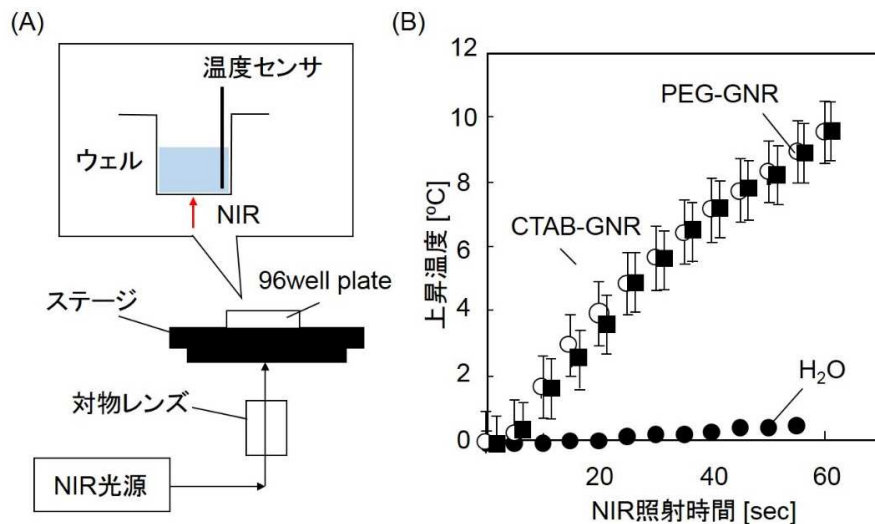 (A)
温度センサ
ウェル
NIR
96well plate
ステージ
対物レンズ
NIR光源
(B)
12
10
8
6
4
2
0
20
40
60
上昇温度 [ºC]
NIR照射時間 [sec]
PEG-GNR
CTAB-GNR
H₂O